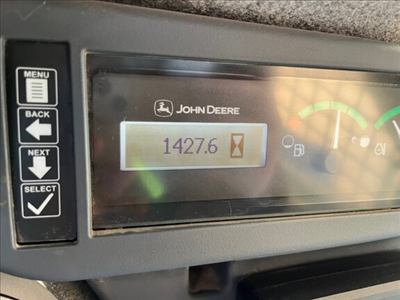 MENU
BACK
NEXT
SELECT
JOHN DEERE
1427.6